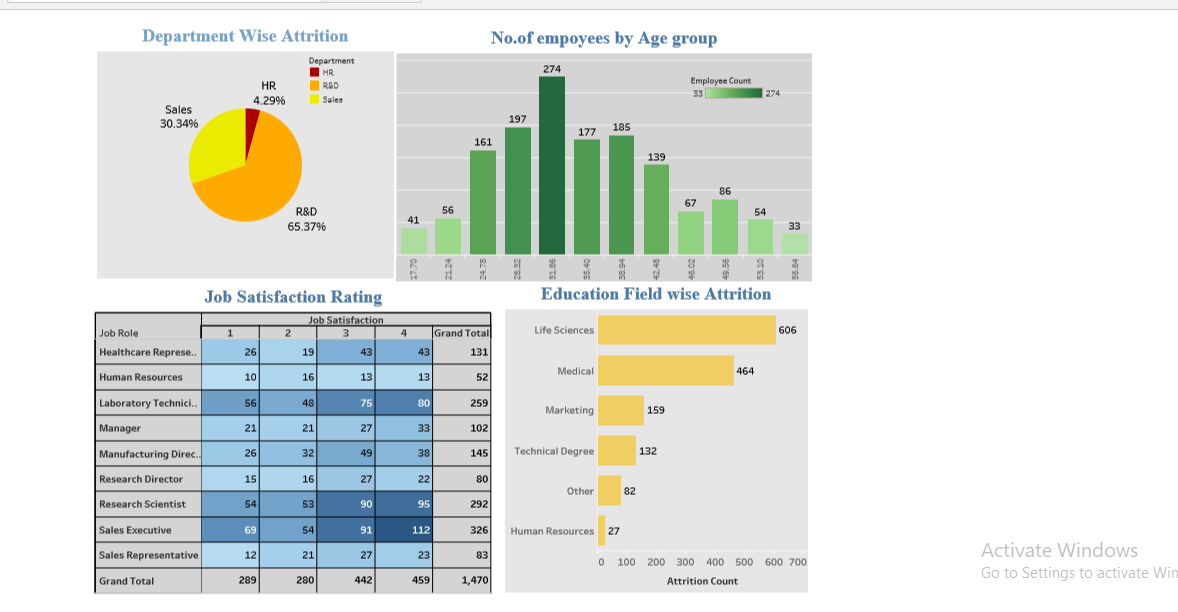 Department Wise Attrition
Department
HR
R&D
Sales
HR
4.29%
Sales
30.34%
R&D
65.37%
No.of empoyees by Age group
Employee Count
33 274
41
56
161
197
274
177
185
139
67
86
54
33
17.70
21.24
24.78
28.32
31.86
35.40
38.94
42.48
46.02
49.56
53.10
56.64
Job Satisfaction Rating
Job Satisfaction
Job Role 1 2 3 4 Grand Total
Healthcare Represe.. 26 19 43 43 131
Human Resources 10 16 13 13 52
Laboratory Technici.. 56 48 75 80 259
Manager 21 21 27 33 102
Manufacturing Direc.. 26 32 49 38 145
Research Director 15 16 27 22 80
Research Scientist 54 53 90 95 292
Sales Executive 69 54 91 112 326
Sales Representative 12 21 27 23 83
Grand Total 289 280 442 459 1,470
Education Field wise Attrition
Life Sciences 606
Medical 464
Marketing 159
Technical Degree 132
Other 82
Human Resources 27
0 100 200 300 400 500 600 700
Attrition Count
Activate Windows
Go to Settings to activate Win